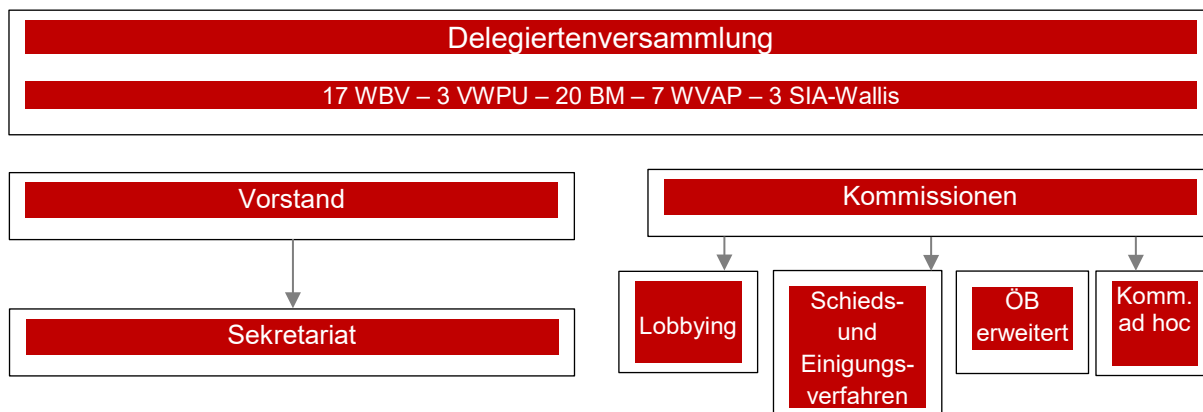 Delegiertenversammlung
17 WBV – 3 VWPU – 20 BM – 7 WVAP – 3 SIA-Wallis
Vorstand
Kommissionen
Sekretariat
Lobbying
Schieds-
und
Einigungs-
verfahren
ÖB
erweitert
Komm.
ad hoc